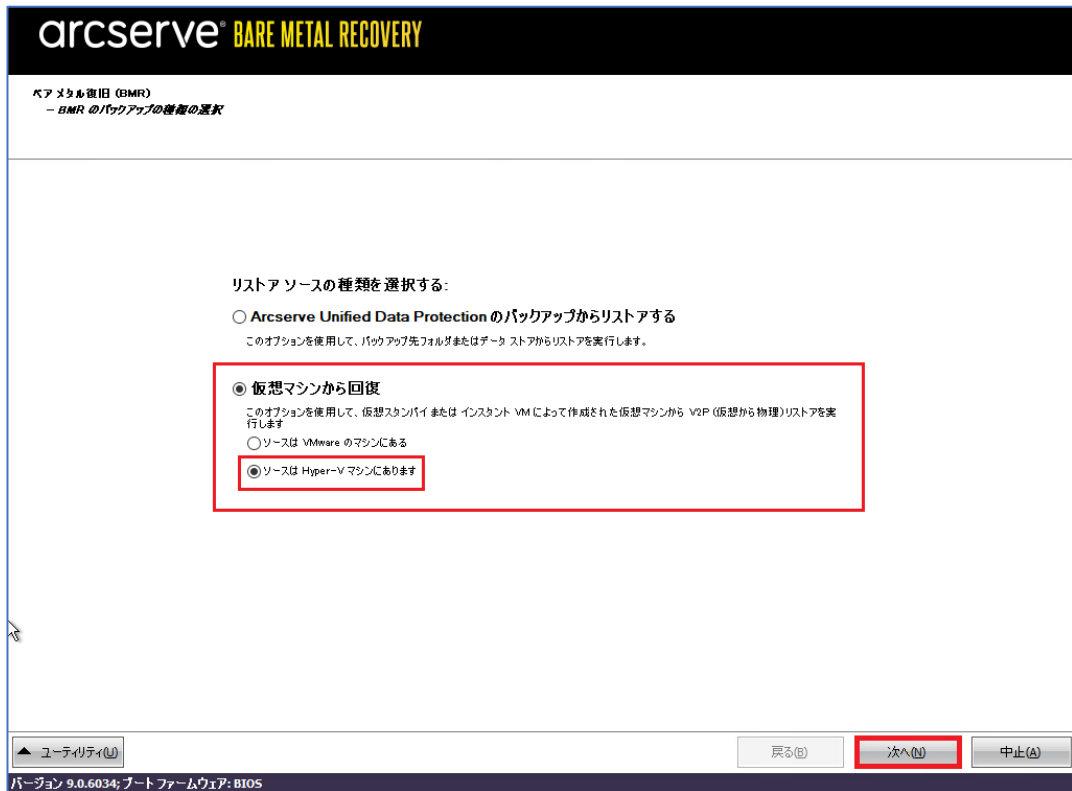 arcserve® BARE METAL RECOVERY
ベア メタル復旧 (BMR)
– BMR のバックアップの種類の選択
リストア ソースの種類を選択する:
Arcserve Unified Data Protection のバックアップからリストアする
このオプションを使用して、バックアップ先フォルダまたはデータ ストアからリストアを実行します。
仮想マシンから回復
このオプションを使用して、仮想スタンバイ または インスタント VM によって作成された仮想マシンから V2P (仮想から物理)リストアを実
行します
ソースは VMware のマシンにある
ソースは Hyper-V マシンにあります
ユーティリティ(U) 戻る(B) 次へ(N) 中止(A)
バージョン 9.0.6034; ブート ファームウェア: BIOS